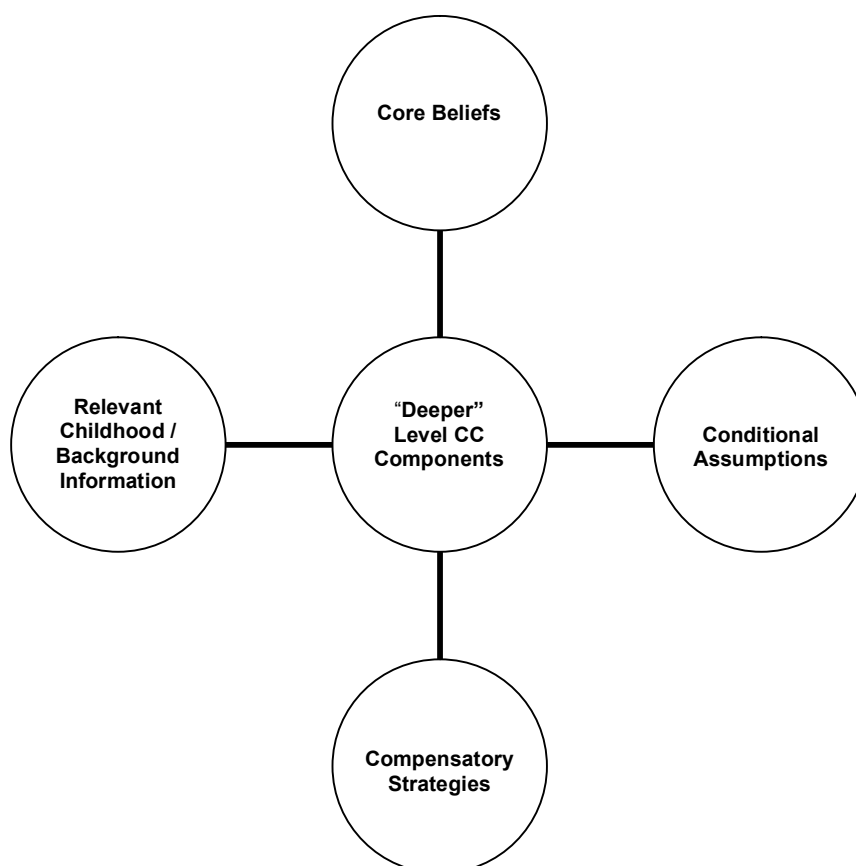 Core Beliefs
Relevant
Childhood /
Background
Information
“Deeper”
Level CC
Components
Conditional
Assumptions
Compensatory
Strategies